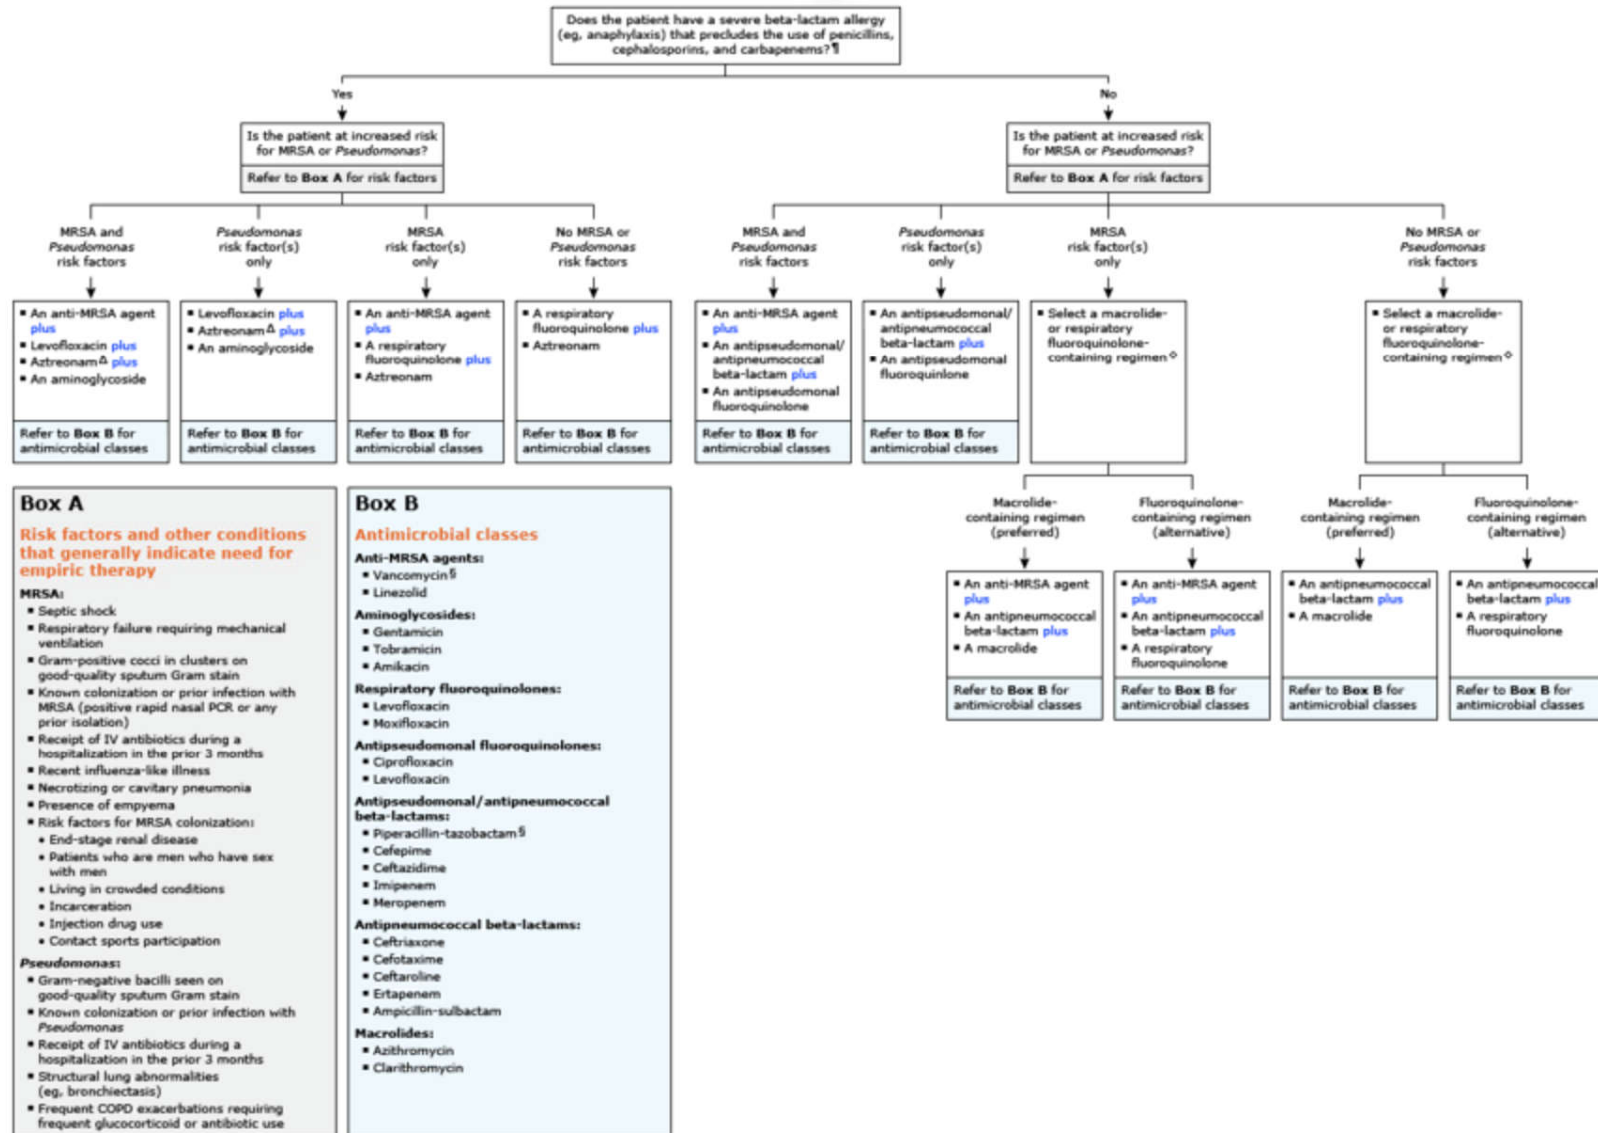 Does the patient have a severe beta-lactam allergy
(eg, anaphylaxis) that precludes the use of penicillins,
cephalosporins, and carbapenems?¶
Yes
No
Is the patient at increased risk
for MRSA or Pseudomonas?
Refer to Box A for risk factors
Is the patient at increased risk
for MRSA or Pseudomonas?
Refer to Box A for risk factors
MRSA and
Pseudomonas
risk factors
Pseudomonas
risk factor(s)
only
MRSA
risk factor(s)
only
No MRSA or
Pseudomonas
risk factors
MRSA and
Pseudomonas
risk factors
Pseudomonas
risk factor(s)
only
MRSA
risk factor(s)
only
No MRSA or
Pseudomonas
risk factors
▪ An anti-MRSA agent
plus
▪ Levofloxacin plus
▪ AztreonamΔ plus
▪ An aminoglycoside
Refer to Box B for
antimicrobial classes
▪ Levofloxacin plus
▪ AztreonamΔ plus
▪ An aminoglycoside
Refer to Box B for
antimicrobial classes
▪ An anti-MRSA agent
plus
▪ A respiratory
fluoroquinolone plus
▪ Aztreonam
Refer to Box B for
antimicrobial classes
▪ A respiratory
fluoroquinolone plus
▪ Aztreonam
Refer to Box B for
antimicrobial classes
▪ An anti-MRSA agent
plus
▪ An antipseudomonal/
antipneumococcal
beta-lactam plus
▪ An antipseudomonal
fluoroquinolone
Refer to Box B for
antimicrobial classes
▪ An antipseudomonal/
antipneumococcal
beta-lactam plus
▪ An antipseudomonal
fluoroquinlone
Refer to Box B for
antimicrobial classes
▪ Select a macrolide-
or respiratory
fluoroquinolone-
containing regimen◇
▪ Select a macrolide-
or respiratory
fluoroquinolone-
containing regimen◇
Macrolide-
containing regimen
(preferred)
Fluoroquinolone-
containing regimen
(alternative)
Macrolide-
containing regimen
(preferred)
Fluoroquinolone-
containing regimen
(alternative)
▪ An anti-MRSA agent
plus
▪ An antipneumococcal
beta-lactam plus
▪ A macrolide
Refer to Box B for
antimicrobial classes
▪ An anti-MRSA agent
plus
▪ An antipneumococcal
beta-lactam plus
▪ A respiratory
fluoroquinolone
Refer to Box B for
antimicrobial classes
▪ An antipneumococcal
beta-lactam plus
▪ A macrolide
Refer to Box B for
antimicrobial classes
▪ An antipneumococcal
beta-lactam plus
▪ A respiratory
fluoroquinolone
Refer to Box B for
antimicrobial classes
Box A
Risk factors and other conditions
that generally indicate need for
empiric therapy
MRSA:
▪ Septic shock
▪ Respiratory failure requiring mechanical
ventilation
▪ Gram-positive cocci in clusters on
good-quality sputum Gram stain
▪ Known colonization or prior infection with
MRSA (positive rapid nasal PCR or any
prior isolation)
▪ Receipt of IV antibiotics during a
hospitalization in the prior 3 months
▪ Recent influenza-like illness
▪ Necrotizing or cavitary pneumonia
▪ Presence of empyema
▪ Risk factors for MRSA colonization:
• End-stage renal disease
• Patients who are men who have sex
with men
• Living in crowded conditions
• Incarceration
• Injection drug use
• Contact sports participation
Pseudomonas:
▪ Gram-negative bacilli seen on
good-quality sputum Gram stain
▪ Known colonization or prior infection with
Pseudomonas
▪ Receipt of IV antibiotics during a
hospitalization in the prior 3 months
▪ Structural lung abnormalities
(eg, bronchiectasis)
▪ Frequent COPD exacerbations requiring
frequent glucocorticoid or antibiotic use
Box B
Antimicrobial classes
Anti-MRSA agents:
▪ Vancomycin§
▪ Linezolid
Aminoglycosides:
▪ Gentamicin
▪ Tobramicin
▪ Amikacin
Respiratory fluoroquinolones:
▪ Levofloxacin
▪ Moxifloxacin
Antipseudomonal fluoroquinolones:
▪ Ciprofloxacin
▪ Levofloxacin
Antipseudomonal/antipneumococcal
beta-lactams:
▪ Piperacillin-tazobactam§
▪ Cefepime
▪ Ceftazidime
▪ Imipenem
▪ Meropenem
Antipneumococcal beta-lactams:
▪ Ceftriaxone
▪ Cefotaxime
▪ Ceftaroline
▪ Ertapenem
▪ Ampicillin-sulbactam
Macrolides:
▪ Azithromycin
▪ Clarithromycin